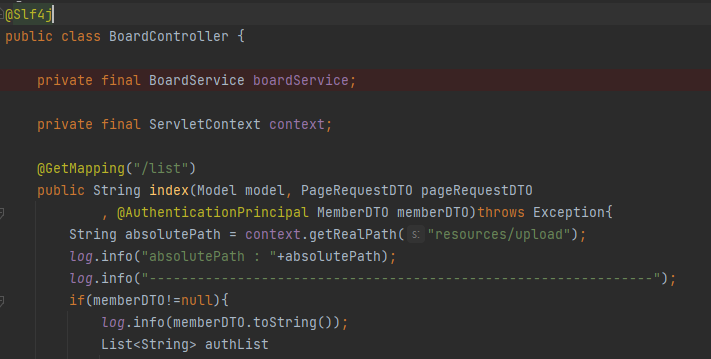 @Slf4j
public class BoardController {
private final BoardService boardService;
private final ServletContext context;
@GetMapping("/list")
public String index(Model model, PageRequestDTO pageRequestDTO
, @AuthenticationPrincipal MemberDTO memberDTO)throws Exception{
String absolutePath = context.getRealPath( s: "resources/upload");
log.info("absolutePath : "+absolutePath);
log.info("---------------------------------------------------------------");
if(memberDTO!=null){
log.info(memberDTO.toString());
List<String> authList